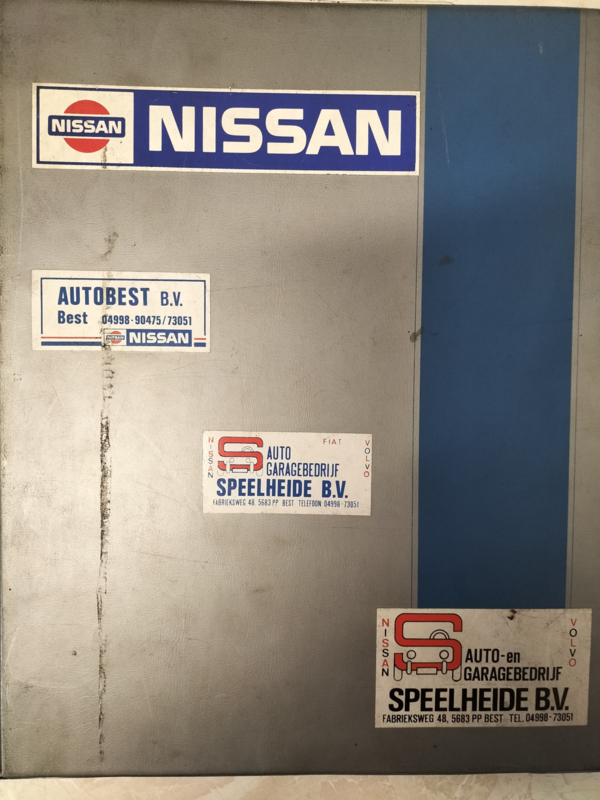 NISSAN NISSAN
AUTOBEST B.V.
Best 04998-90475/73051
NISSAN NISSAN
NISSAN
FIAT
VOLVO
S AUTO
GARAGEBEDRIJF
SPEELHEIDE B.V.
FABRIEKSWEG 48, 5683 PP BEST TELEFOON 04998-73051
NISSAN
VOLVO
S AUTO-en
GARAGEBEDRIJF
SPEELHEIDE B.V.
FABRIEKSWEG 48, 5683 PP BEST TEL. 04998-73051